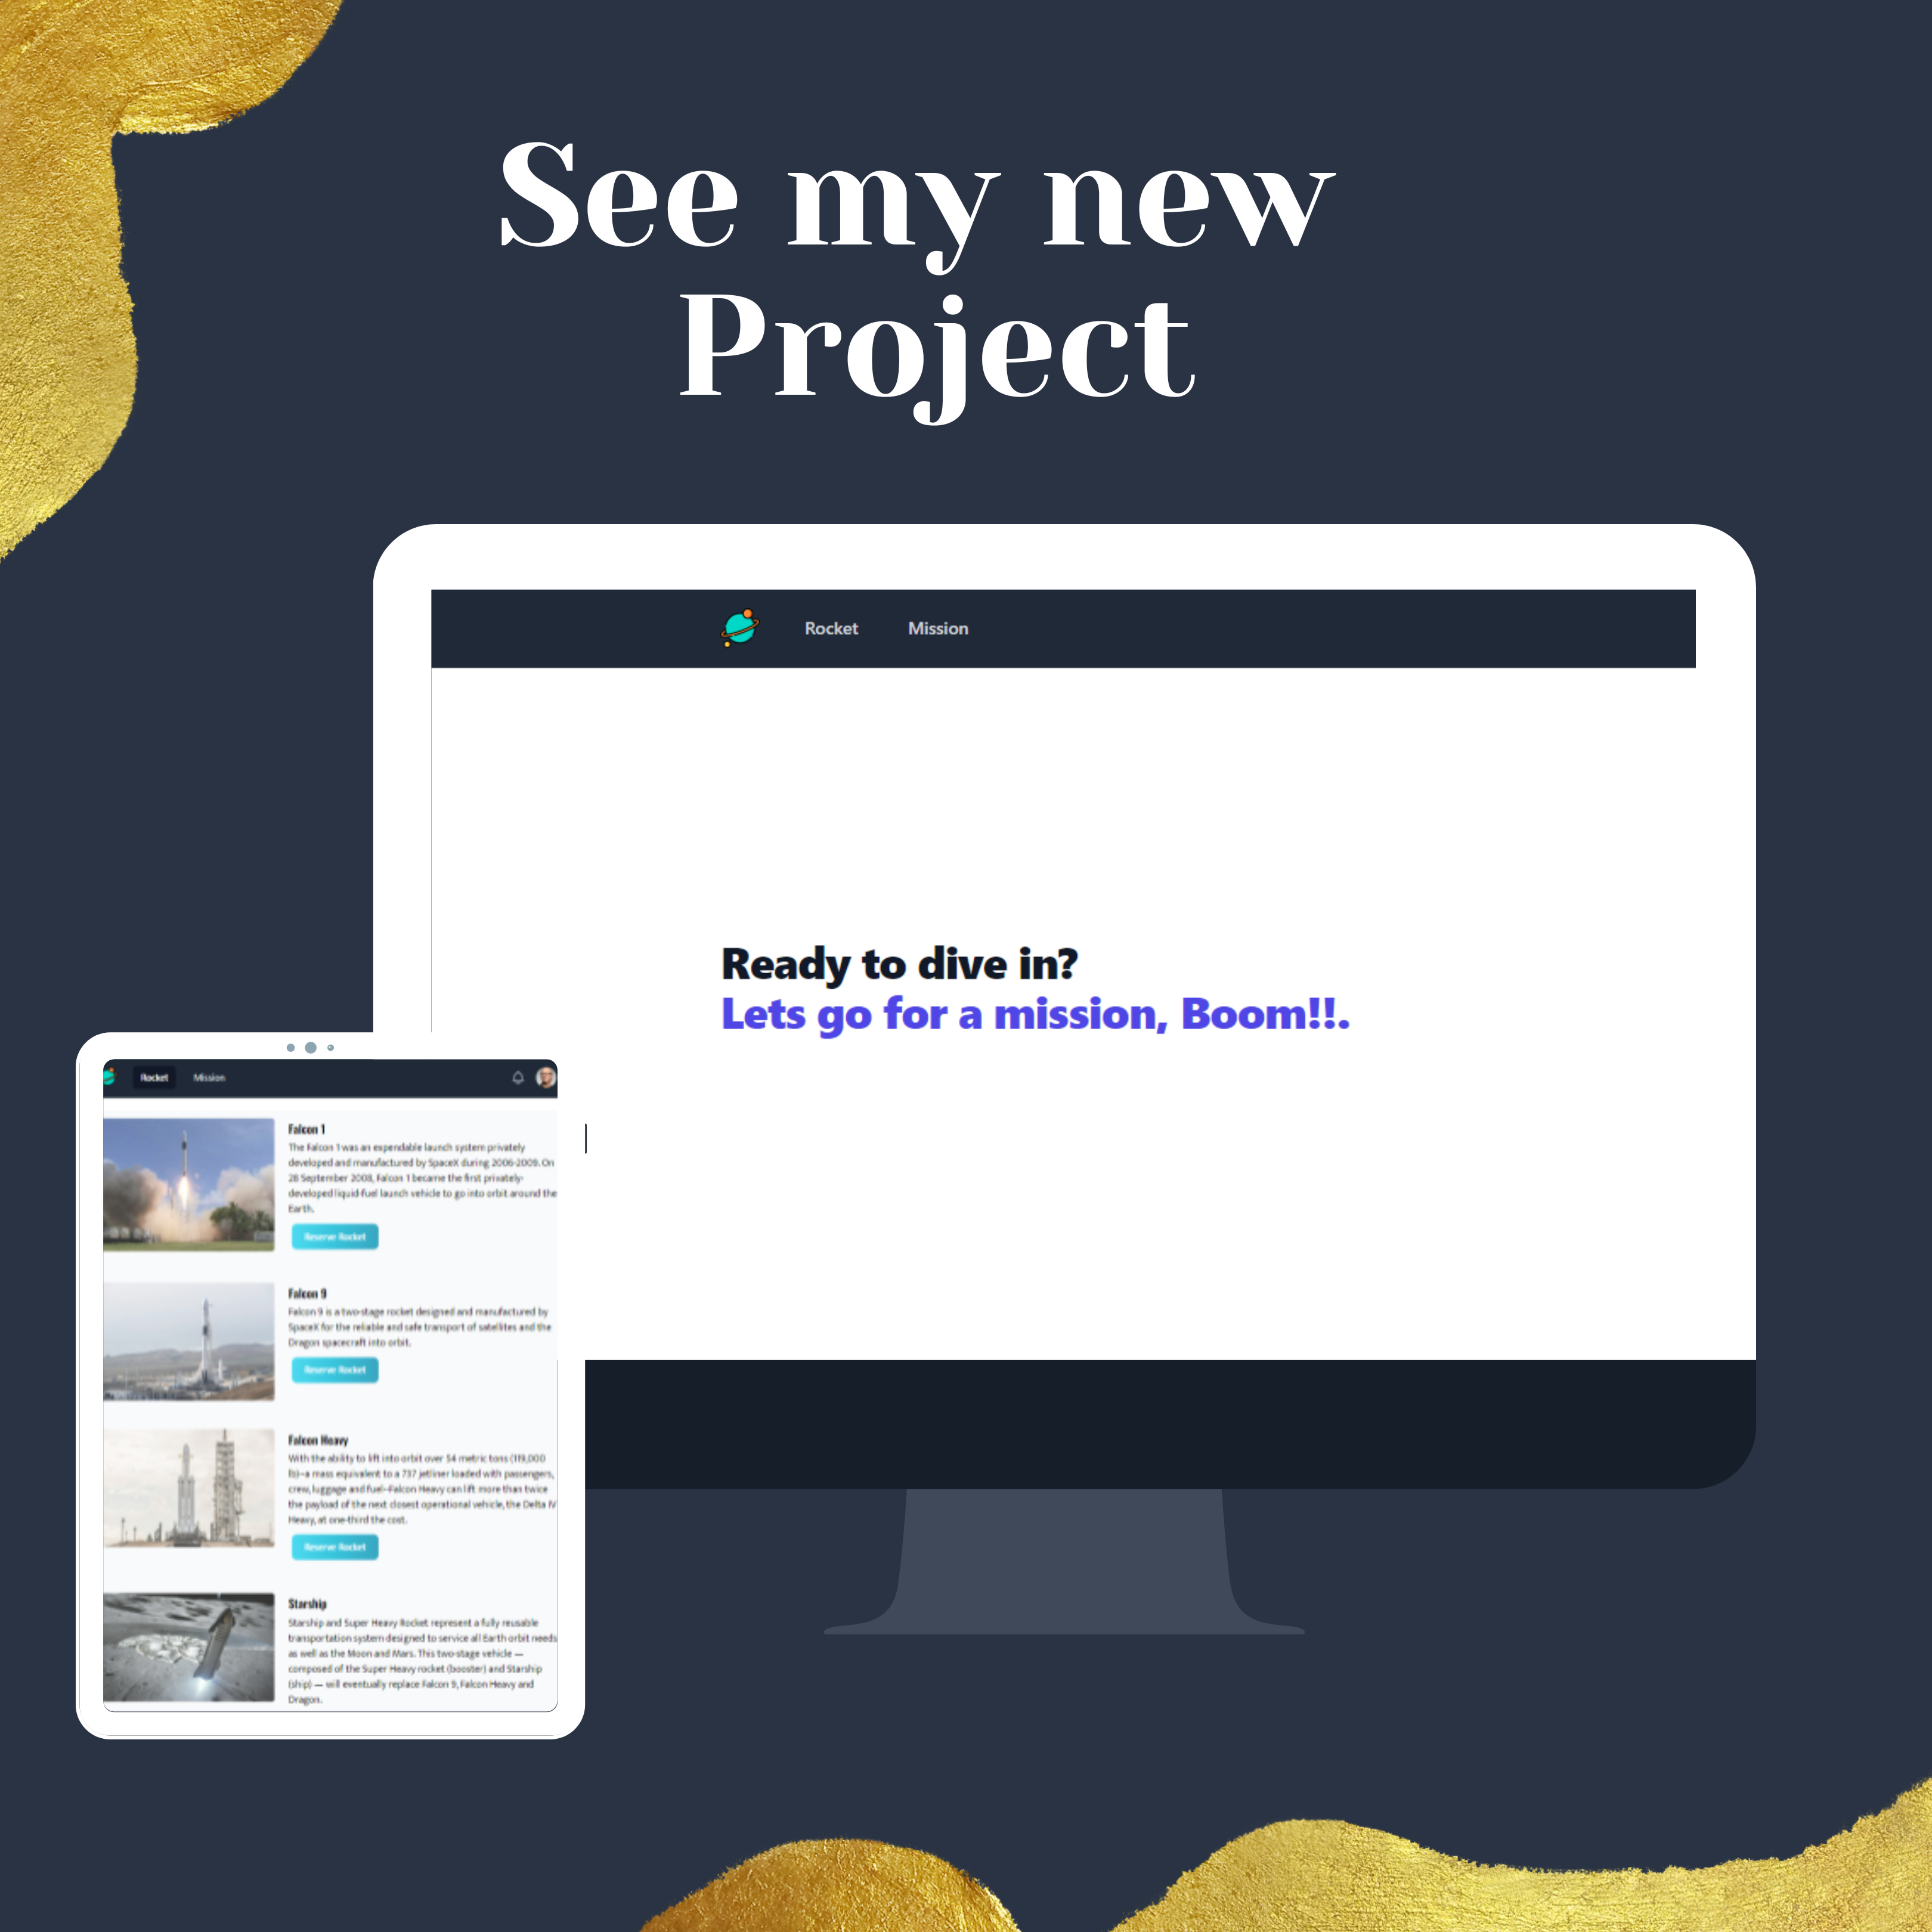 See my new
Project
Rocket Mission
Ready to dive in?
Lets go for a mission, Boom!!.
Rocket Mission
Falcon 1
The Falcon 1 was an expendable launch system privately
developed and manufactured by SpaceX during 2006-2009. On
28 September 2008, Falcon 1 became the first privately-
developed liquid-fuel launch vehicle to go into orbit around the
Earth.
Reserve Rocket
Falcon 9
Falcon 9 is a two-stage rocket designed and manufactured by
SpaceX for the reliable and safe transport of satellites and the
Dragon spacecraft into orbit.
Reserve Rocket
Falcon Heavy
With the ability to lift into orbit over 54 metric tons (119,000
lb)–a mass equivalent to a 737 jetliner loaded with passengers,
crew, luggage and fuel–Falcon Heavy can lift more than twice
the payload of the next closest operational vehicle, the Delta IV
Heavy, at one-third the cost.
Reserve Rocket
Starship
Starship and Super Heavy Rocket represent a fully reusable
transportation system designed to service all Earth orbit needs
as well as the Moon and Mars. This two-stage vehicle —
composed of the Super Heavy rocket (booster) and Starship
(ship) — will eventually replace Falcon 9, Falcon Heavy and
Dragon.